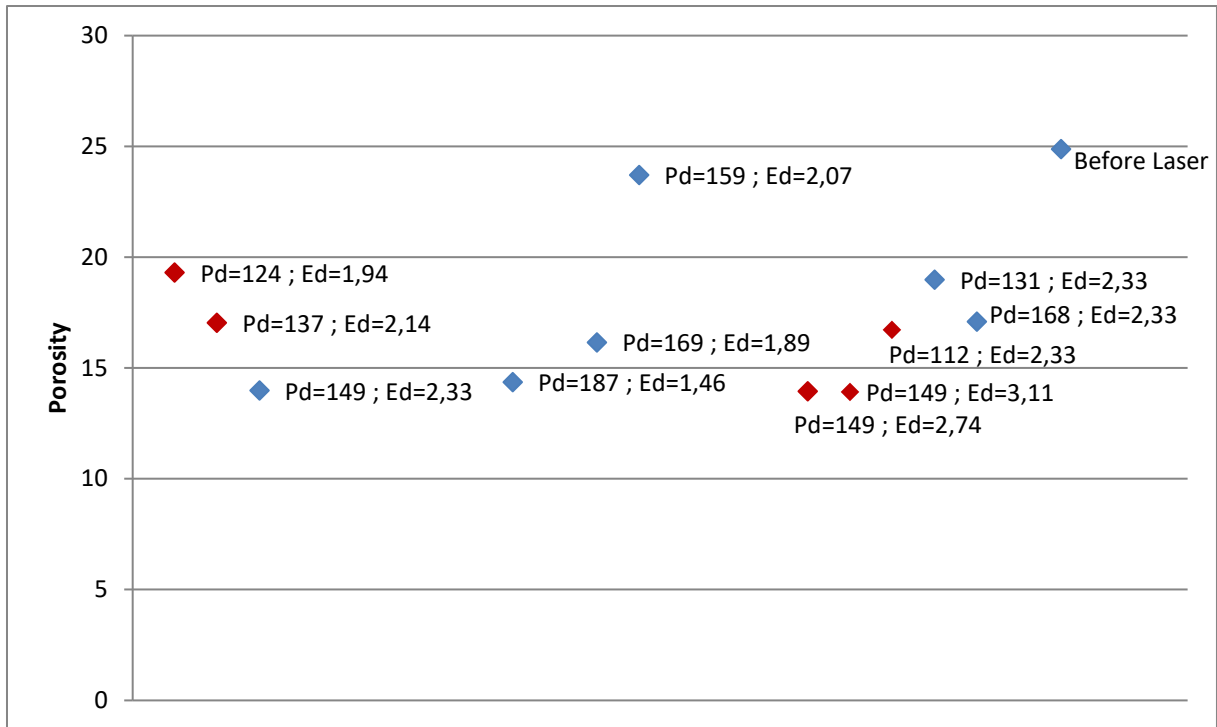 30
25
20
15
10
5
0
Porosity
Before Laser
Pd=159 ; Ed=2,07
Pd=124 ; Ed=1,94
Pd=131 ; Ed=2,33
Pd=137 ; Ed=2,14
Pd=168 ; Ed=2,33
Pd=169 ; Ed=1,89
Pd=112 ; Ed=2,33
Pd=187 ; Ed=1,46
Pd=149 ; Ed=2,33
Pd=149 ; Ed=3,11
Pd=149 ; Ed=2,74